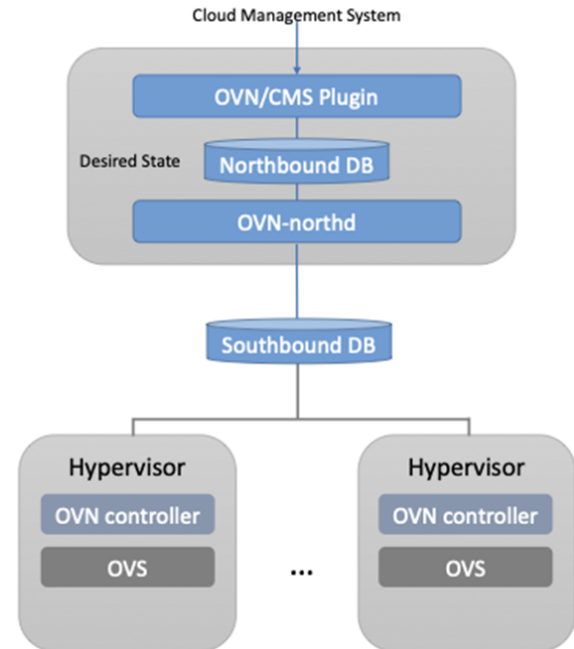 Cloud Management System
OVN/CMS Plugin
Desired State
Northbound DB
OVN-northd
Southbound DB
Hypervisor
OVN controller
OVS
...
Hypervisor
OVN controller
OVS